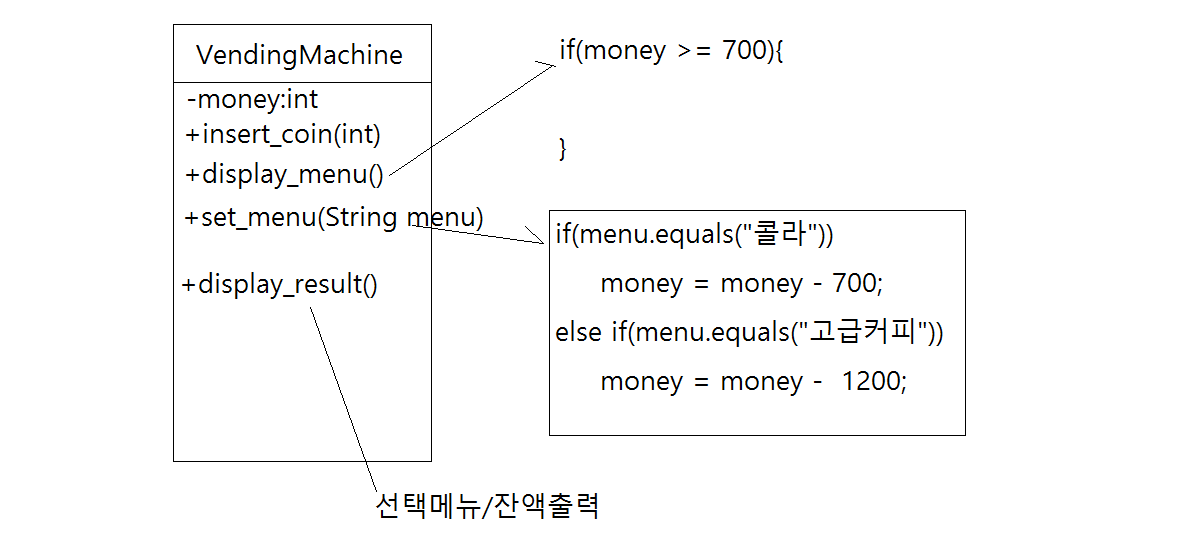 VendingMachine
-money:int
+insert_coin(int)
+display_menu()
+set_menu(String menu)
+display_result()
if(money >= 700){
}
if(menu.equals("콜라"))
money = money - 700;
else if(menu.equals("고급커피"))
money = money -  1200;
선택메뉴/잔액출력